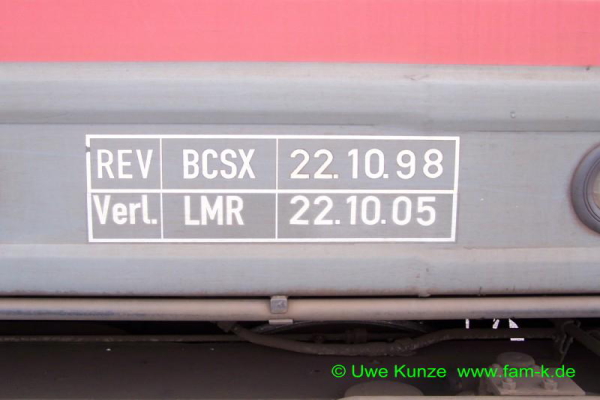 REV BCSX 22.10.98
Verl. LMR 22.10.05
© Uwe Kunze www.fam-k.de